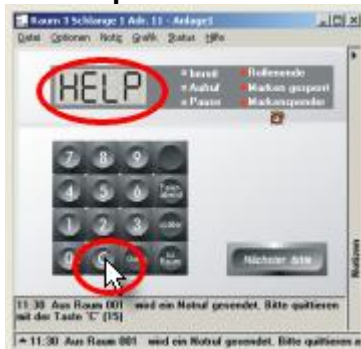 Raum 3 Schlange 1 Adr. 11 - Anlage1
Datei Optionen Notiz Grafik Status Hilfe
HELP
bereit
Aufruf
Pause
Rollenende
Marken gesperrt
Markenspender
7 8 9
4 5 6
1 2 3
0 C
zu Raum
Nächster bitte
Notizen
11:30 Aus Raum 001 wird ein Notruf gesendet. Bitte quittieren
mit der Taste "C" (15)
11:30 Aus Raum 001 wird ein Notruf gesendet. Bitte quittieren